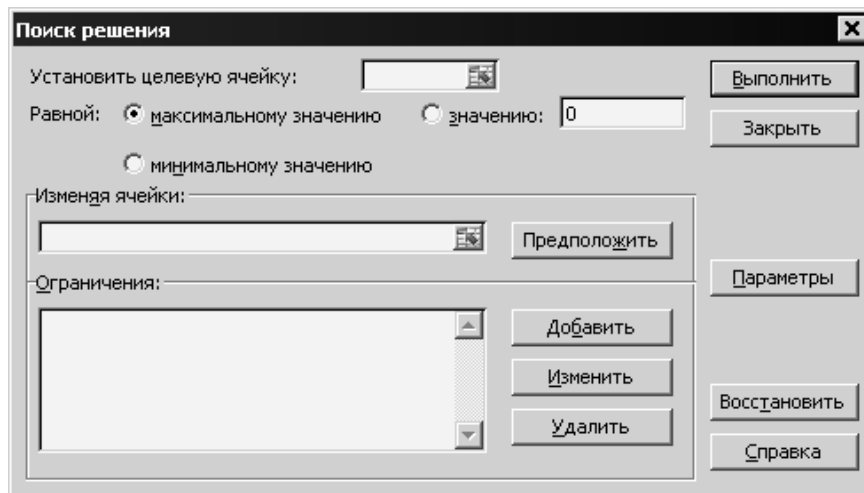 Поиск решения
Установить целевую ячейку:
Выполнить
Равной: максимальному значению значению: 0
Закрыть
минимальному значению
Изменяя ячейки:
Предположить
Параметры
Ограничения:
Добавить
Изменить
Восстановить
Удалить
Справка